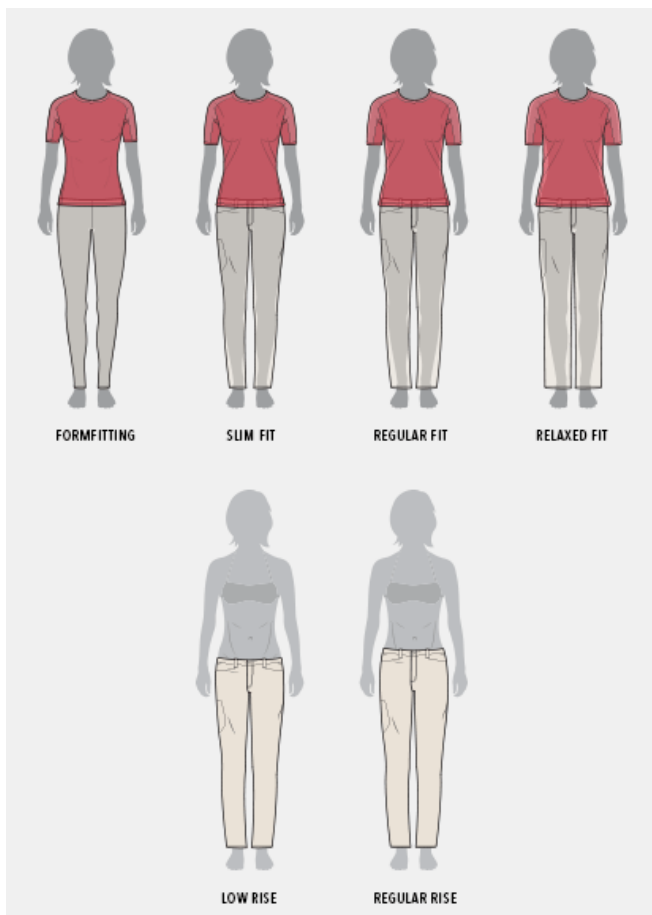 FORMFITTING
SLIM FIT
REGULAR FIT
RELAXED FIT
LOW RISE
REGULAR RISE